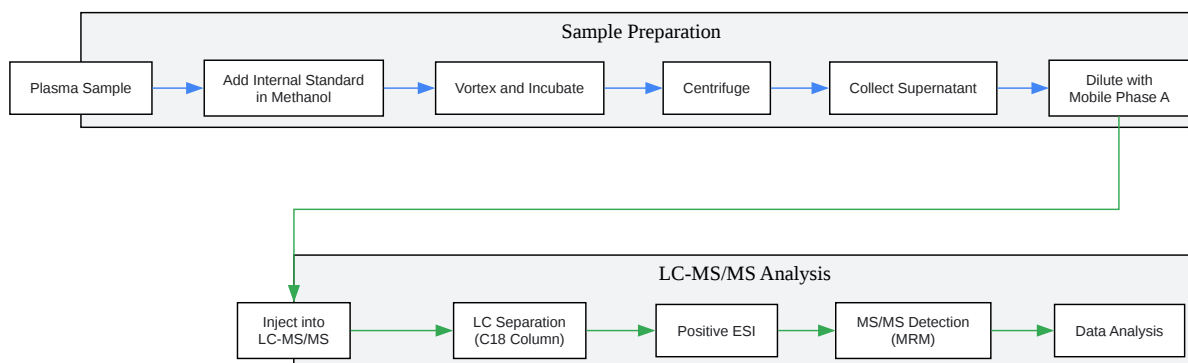 Sample Preparation
Plasma Sample
Add Internal Standard
in Methanol
Vortex and Incubate
Centrifuge
Collect Supernatant
Dilute with
Mobile Phase A
LC-MS/MS Analysis
Inject into
LC-MS/MS
LC Separation
(C18 Column)
Positive ESI
MS/MS Detection
(MRM)
Data Analysis